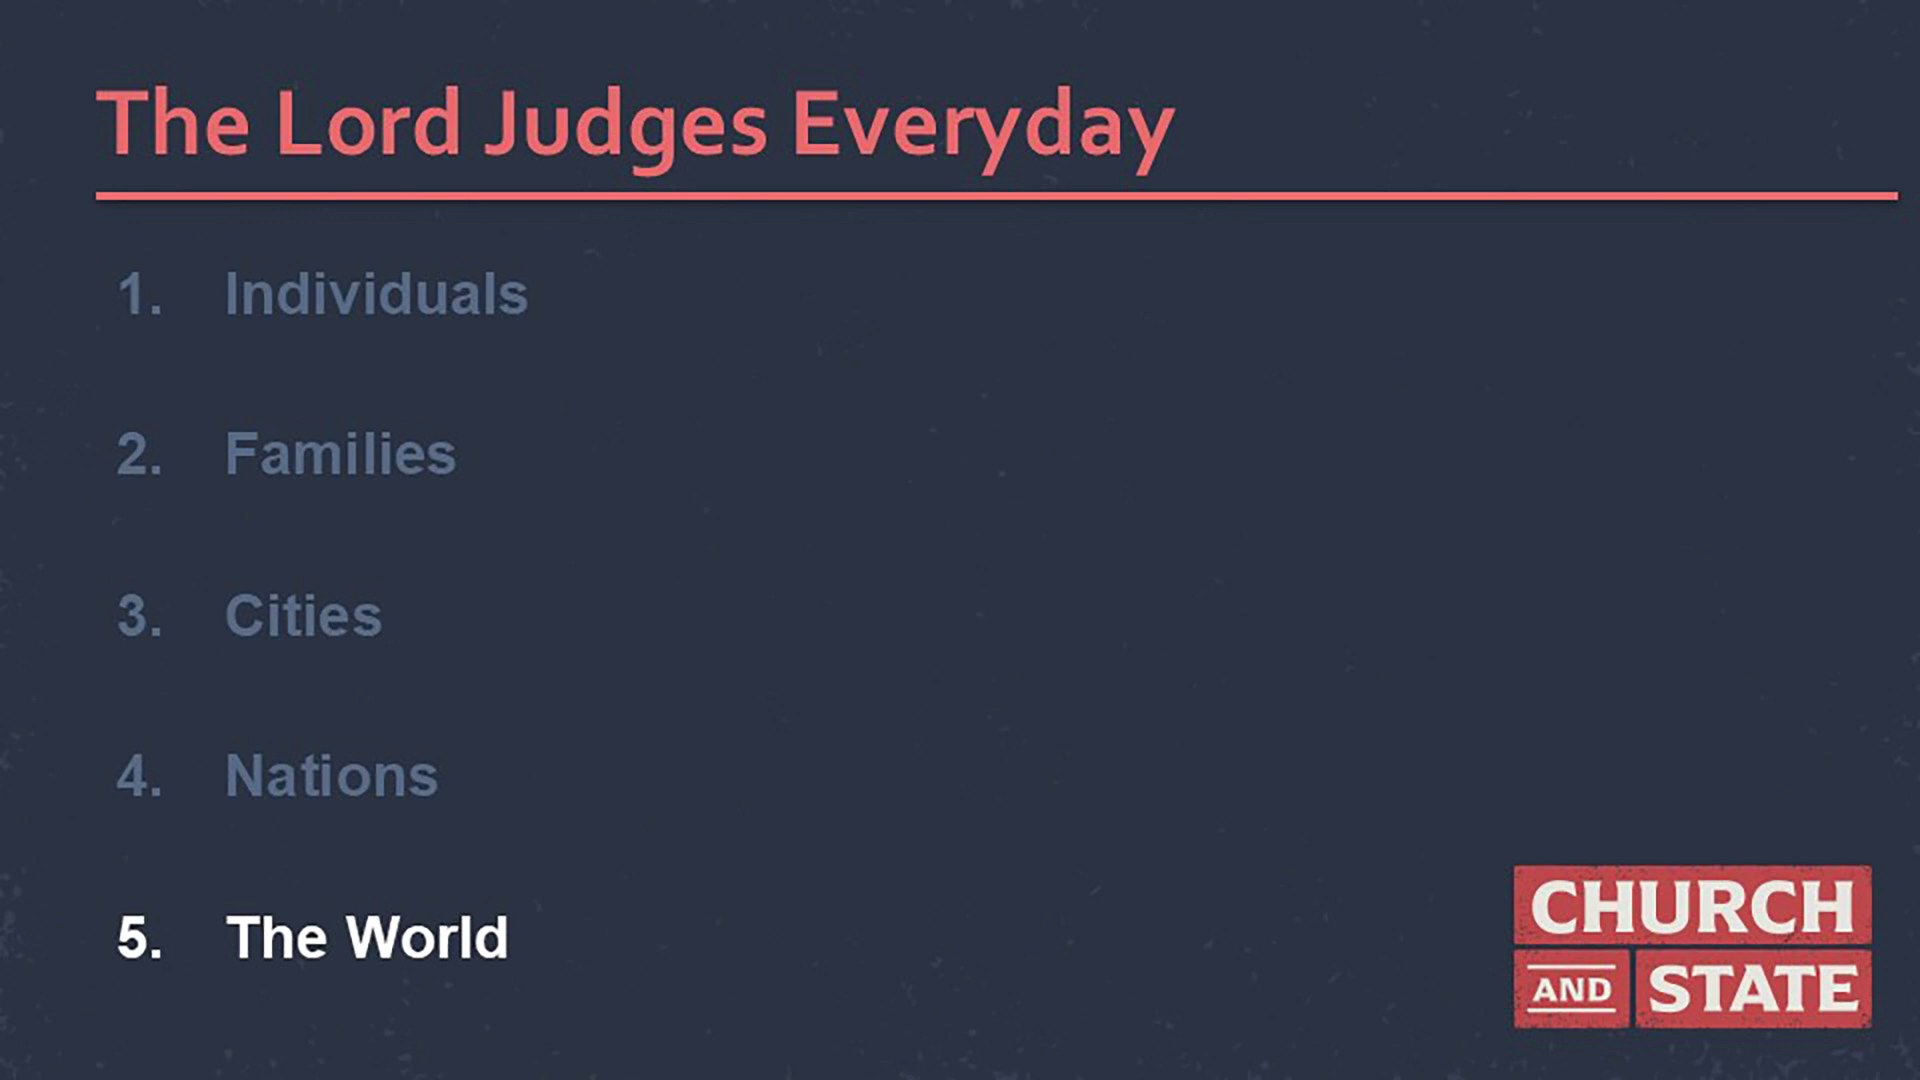 The Lord Judges Everyday
1. Individuals
2. Families
3. Cities
4. Nations
5. The World
CHURCH
AND STATE